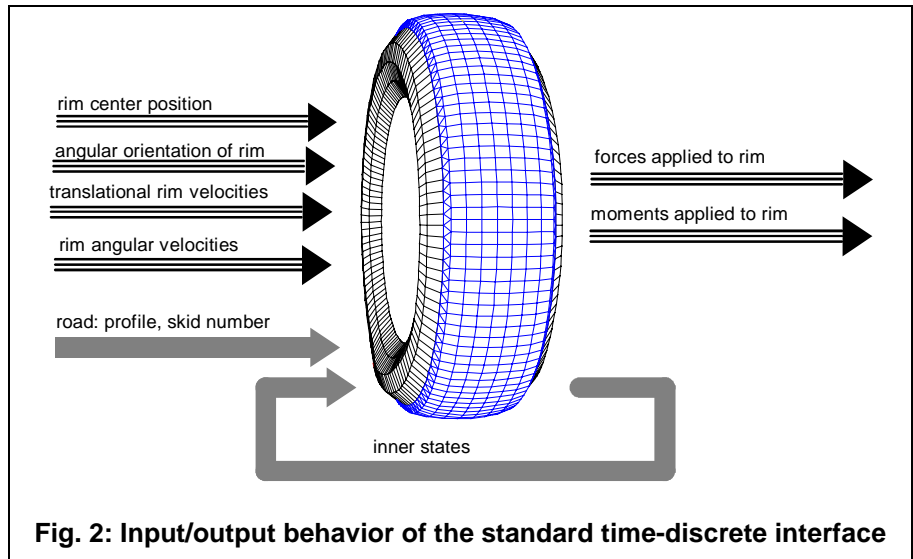 rim center position
angular orientation of rim
translational rim velocities
rim angular velocities
road: profile, skid number
forces applied to rim
moments applied to rim
inner states
Fig. 2: Input/output behavior of the standard time-discrete interface